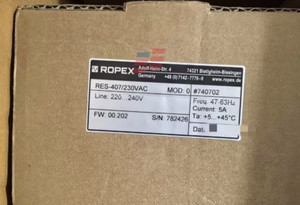 ROPEX
Adolf-Heim-Str. 4
Germany
74321 Bietigheim-Bissingen
+49 (0)7142-7776-0
www.ropex.de
RES-407/230VAC MOD: 0 #740702
Line: 220...240V Freq. 47-63Hz
Current: 5A
FW: 00.202 S/N: 782426 Ta: +5...+45°C
Dat.